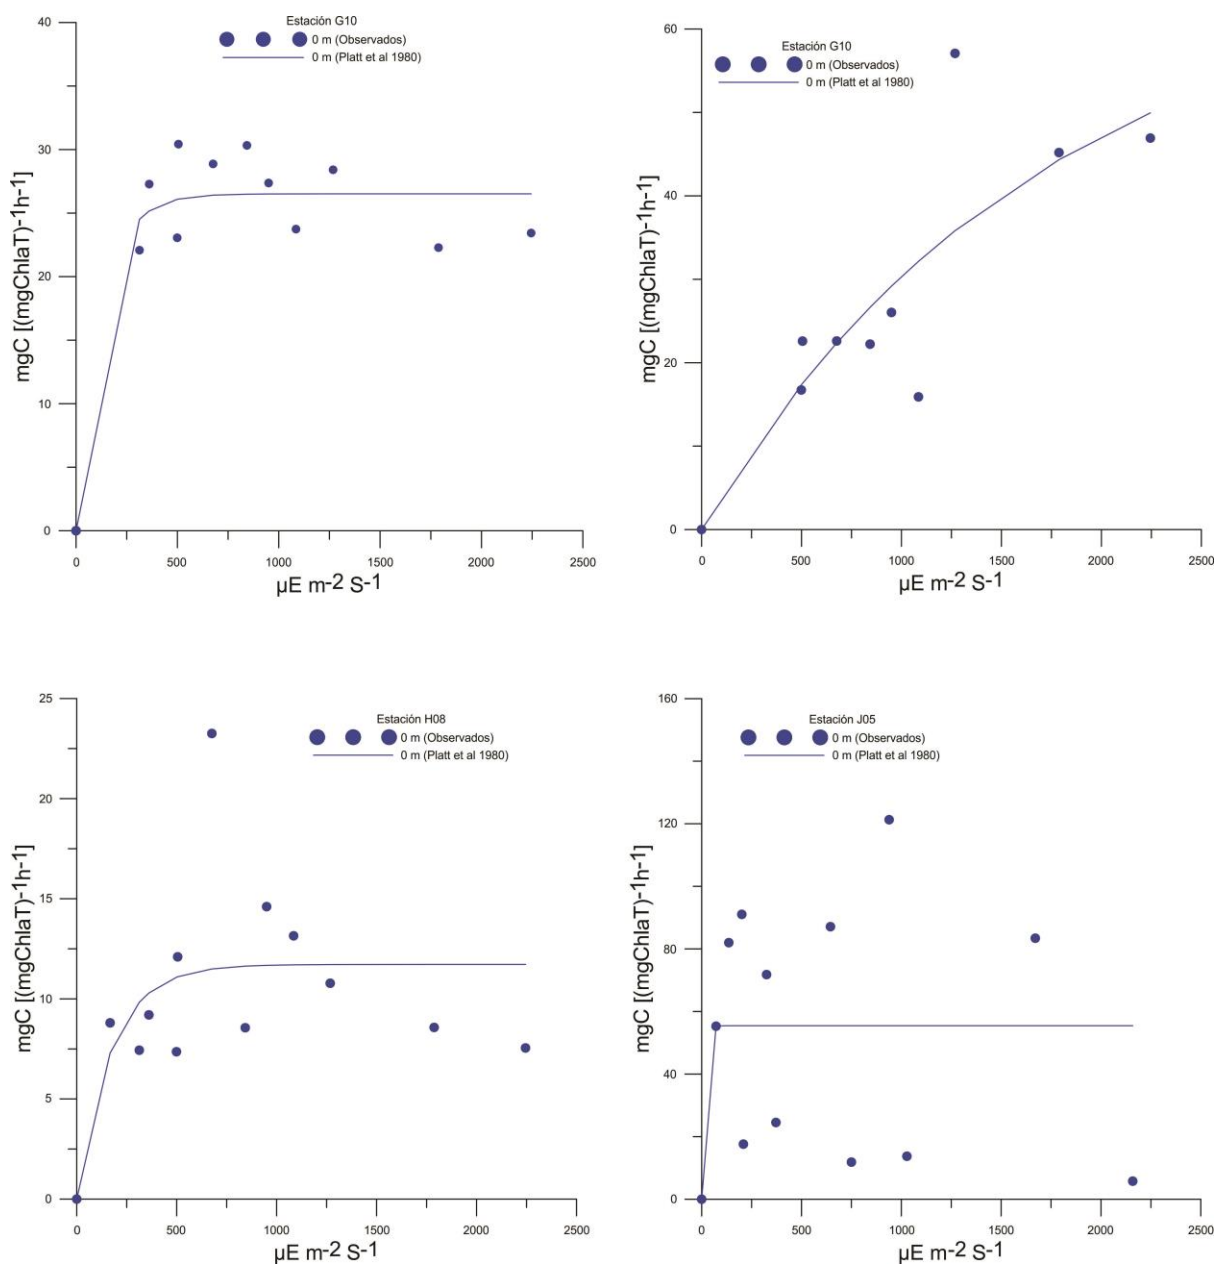 Estación G10
0 m (Observados)
0 m (Platt et al 1980)
40
30
20
10
0
mgC [(mgChlaT)-1h-1]
0 500 1000 1500 2000 2500
µE m-2 S-1
Estación G10
0 m (Observados)
0 m (Platt et al 1980)
60
40
20
0
mgC [(mgChlaT)-1h-1]
0 500 1000 1500 2000 2500
µE m-2 S-1
Estación H08
0 m (Observados)
0 m (Platt et al 1980)
25
20
15
10
5
0
mgC [(mgChlaT)-1h-1]
0 500 1000 1500 2000 2500
µE m-2 S-1
Estación J05
0 m (Observados)
0 m (Platt et al 1980)
160
120
80
40
0
mgC [(mgChlaT)-1h-1]
0 500 1000 1500 2000 2500
µE m-2 S-1